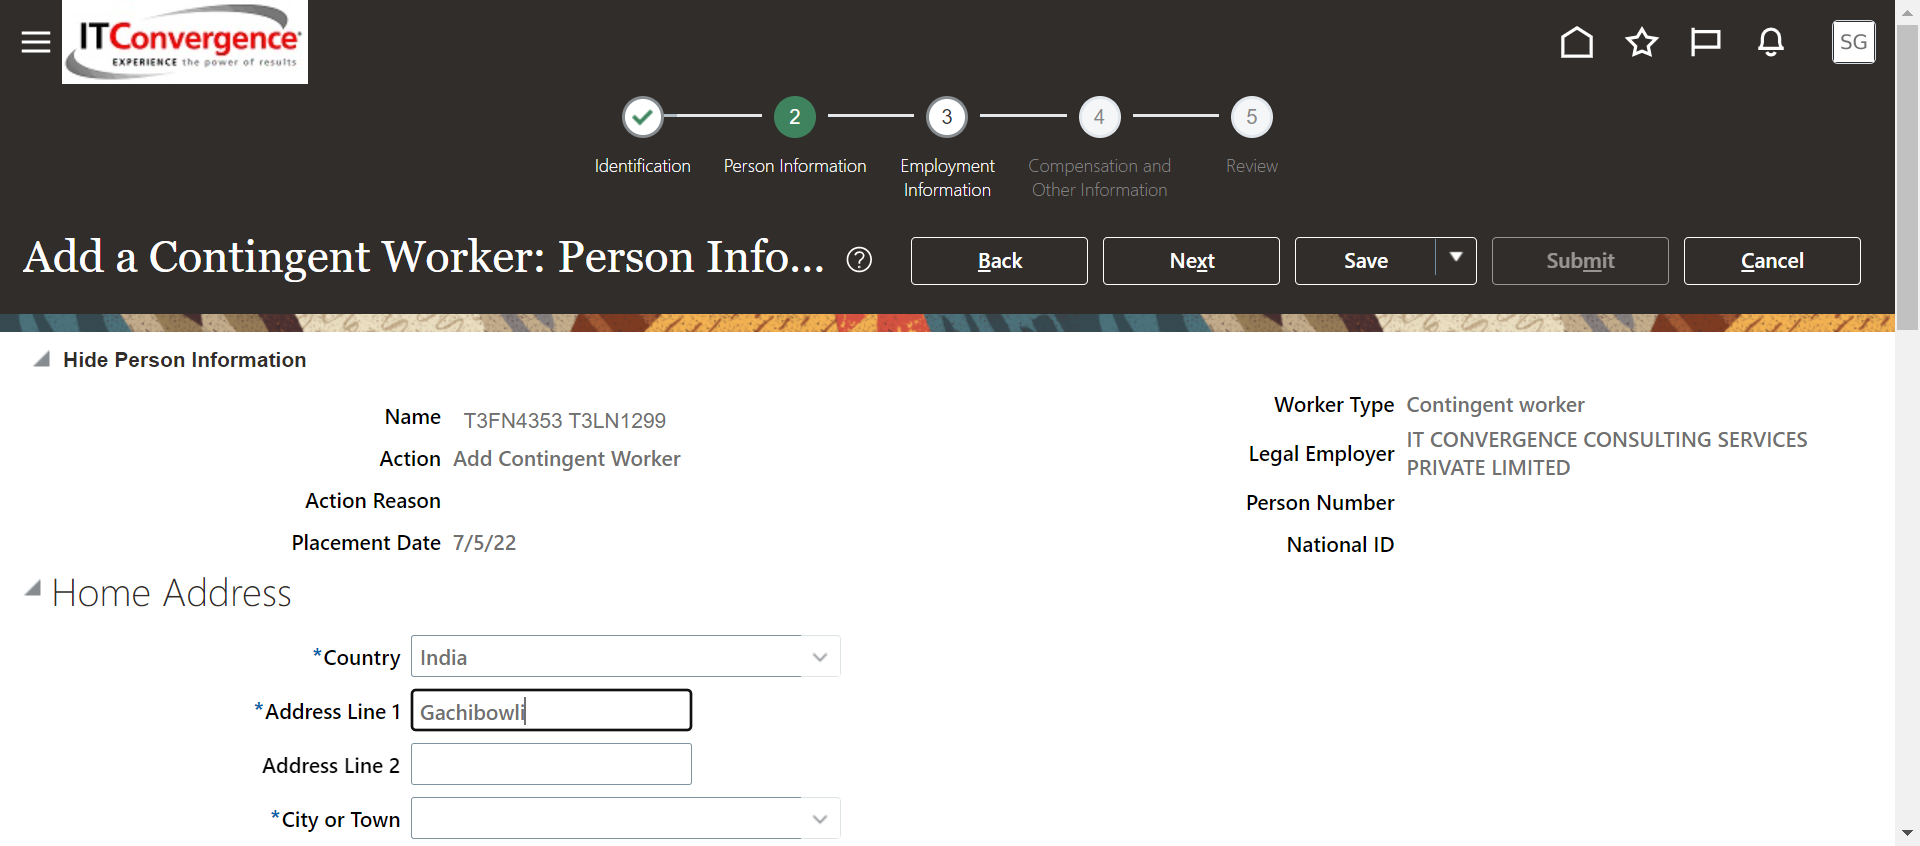 ITConvergence
EXPERIENCE the power of results
SG
2
3
4
5
Identification
Person Information
Employment
Information
Compensation and
Other Information
Review
Add a Contingent Worker: Person Info...
?
Back
Next
Save
Submit
Cancel
Hide Person Information
Name T3FN4353 T3LN1299
Action Add Contingent Worker
Action Reason
Placement Date 7/5/22
Worker Type Contingent worker
Legal Employer IT CONVERGENCE CONSULTING SERVICES
PRIVATE LIMITED
Person Number
National ID
Home Address
*Country India
*Address Line 1 Gachibowli
Address Line 2
*City or Town